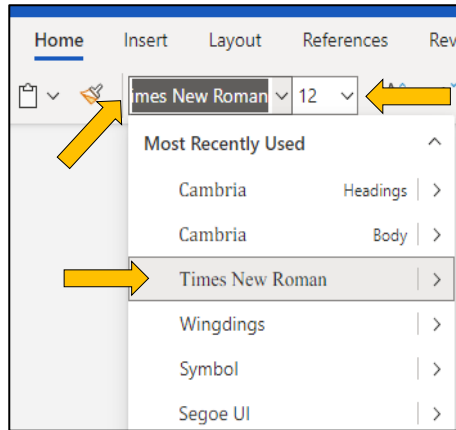 Home Insert Layout References Rev
imes New Roman 12
Most Recently Used
Cambria Headings
Cambria Body
Times New Roman
Wingdings
Symbol
Segoe UI